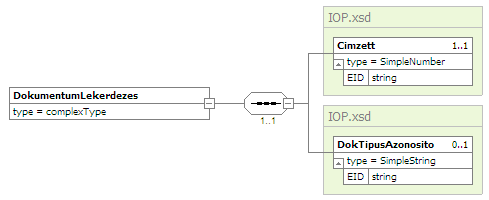 IOP.xsd
Cimzett 1..1
type = SimpleNumber
EID string
DokumentumLekerdezes
type = complexType
1..1
IOP.xsd
DokTipusAzonosito 0..1
type = SimpleString
EID string